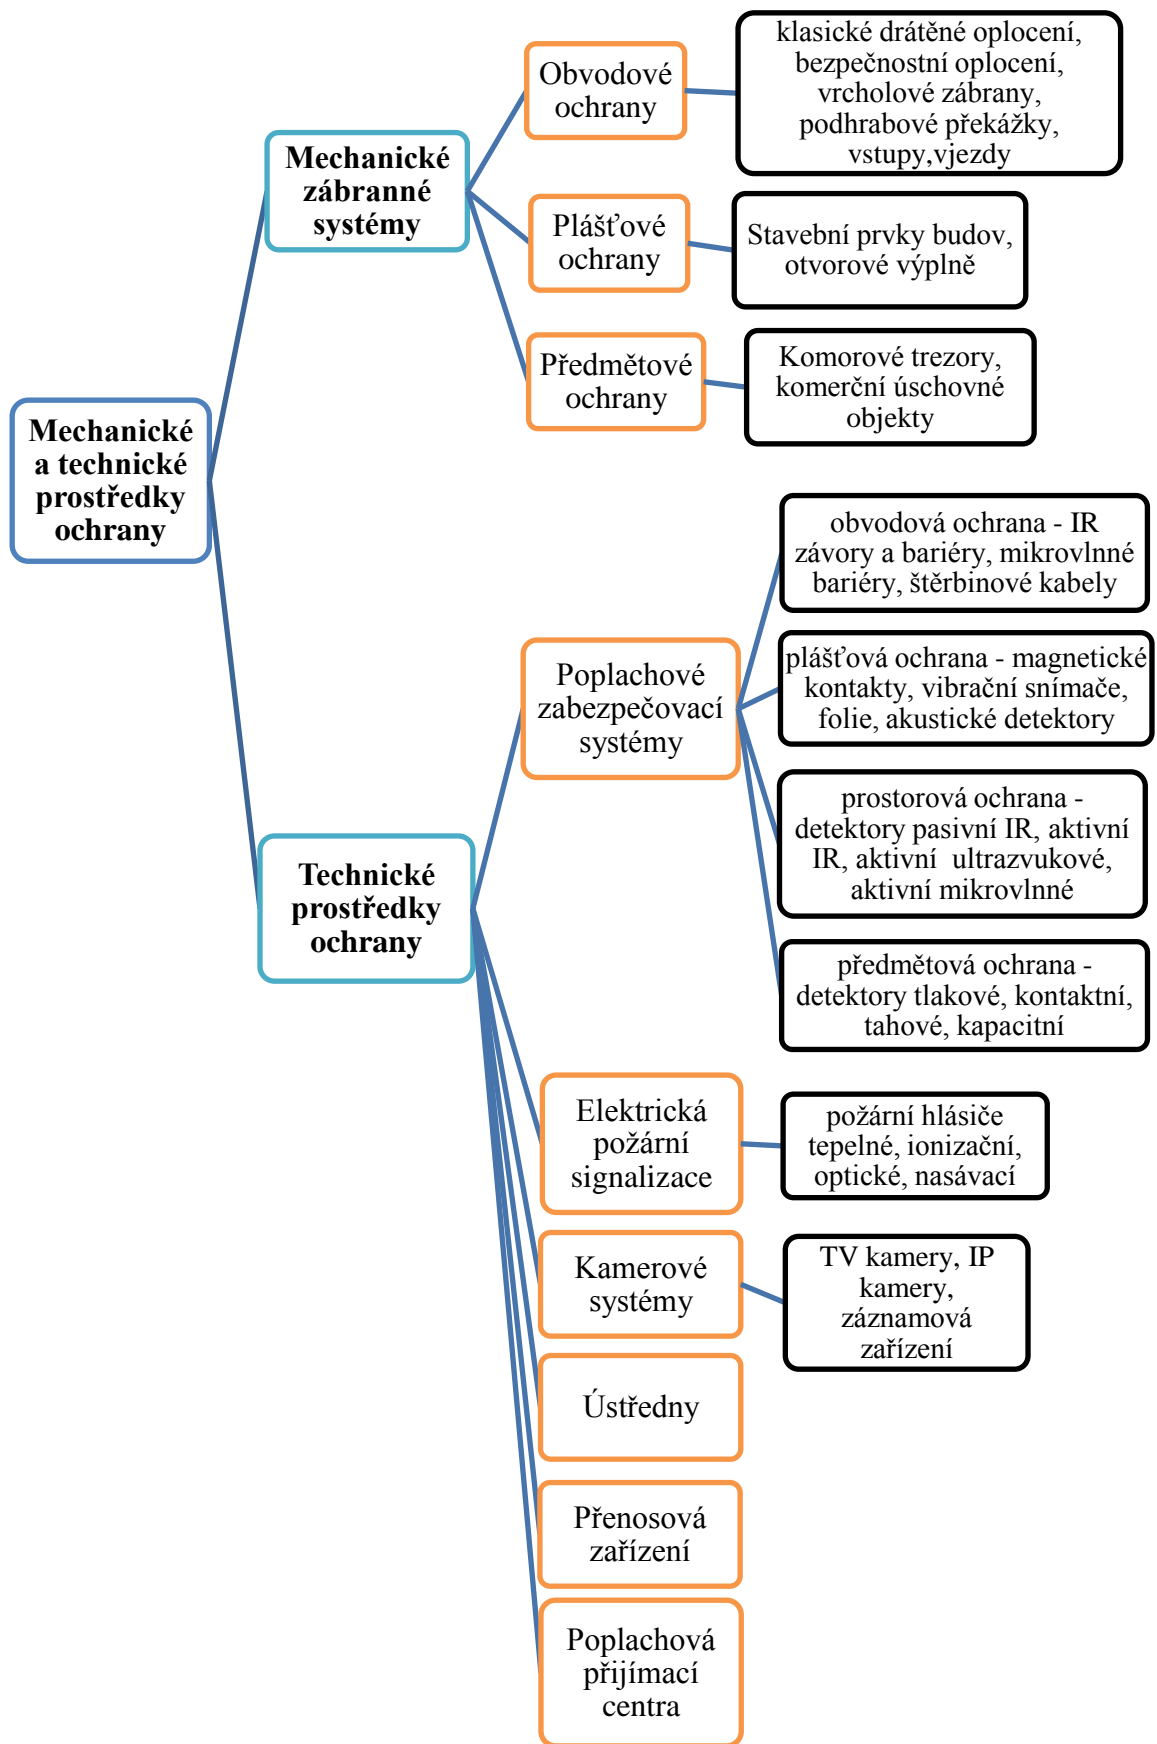 Mechanické
a technické
prostředky
ochrany
Mechanické
zábranné
systémy
Obvodové
ochrany
klasické drátěné oplocení,
bezpečnostní oplocení,
vrcholové zábrany,
podhrabové překážky,
vstupy,vjezdy
Plášťové
ochrany
Stavební prvky budov,
otvorové výplně
Předmětové
ochrany
Komorové trezory,
komerční úschovné
objekty
Technické
prostředky
ochrany
Poplachové
zabezpečovací
systémy
obvodová ochrana - IR
závory a bariéry, mikrovlnné
bariéry, štěrbinové kabely
plášťová ochrana - magnetické
kontakty, vibrační snímače,
folie, akustické detektory
prostorová ochrana -
detektory pasivní IR, aktivní
IR, aktivní  ultrazvukové,
aktivní mikrovlnné
předmětová ochrana -
detektory tlakové, kontaktní,
tahové, kapacitní
Elektrická
požární
signalizace
požární hlásiče
tepelné, ionizační,
optické, nasávací
Kamerové
systémy
TV kamery, IP
kamery,
záznamová
zařízení
Ústředny
Přenosová
zařízení
Poplachová
přijímací
centra